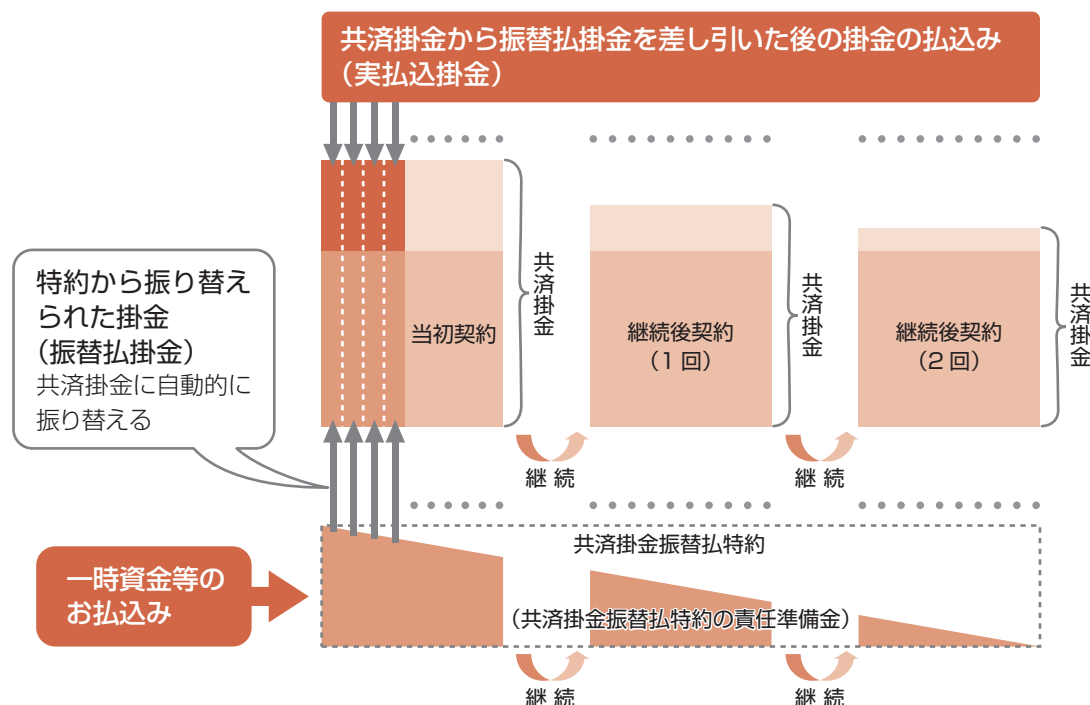 共済掛金から振替払掛金を差し引いた後の掛金の払込み
（実払込掛金）
特約から振り替え
られた掛金
（振替払掛金）
共済掛金に自動的に
振り替える
当初契約
共済掛金
継続後契約
（1回）
共済掛金
継続後契約
（2回）
共済掛金
継 続
継 続
一時資金等の
お払込み
共済掛金振替払特約
（共済掛金振替払特約の責任準備金）
継 続
継 続